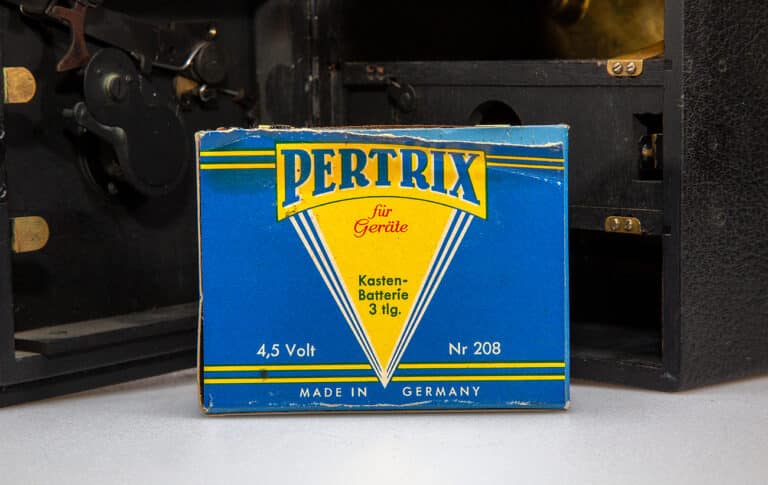 PERTRIX
für
Geräte
Kasten-
Batterie
3 tlg.
4,5 Volt
Nr 208
MADE IN GERMANY